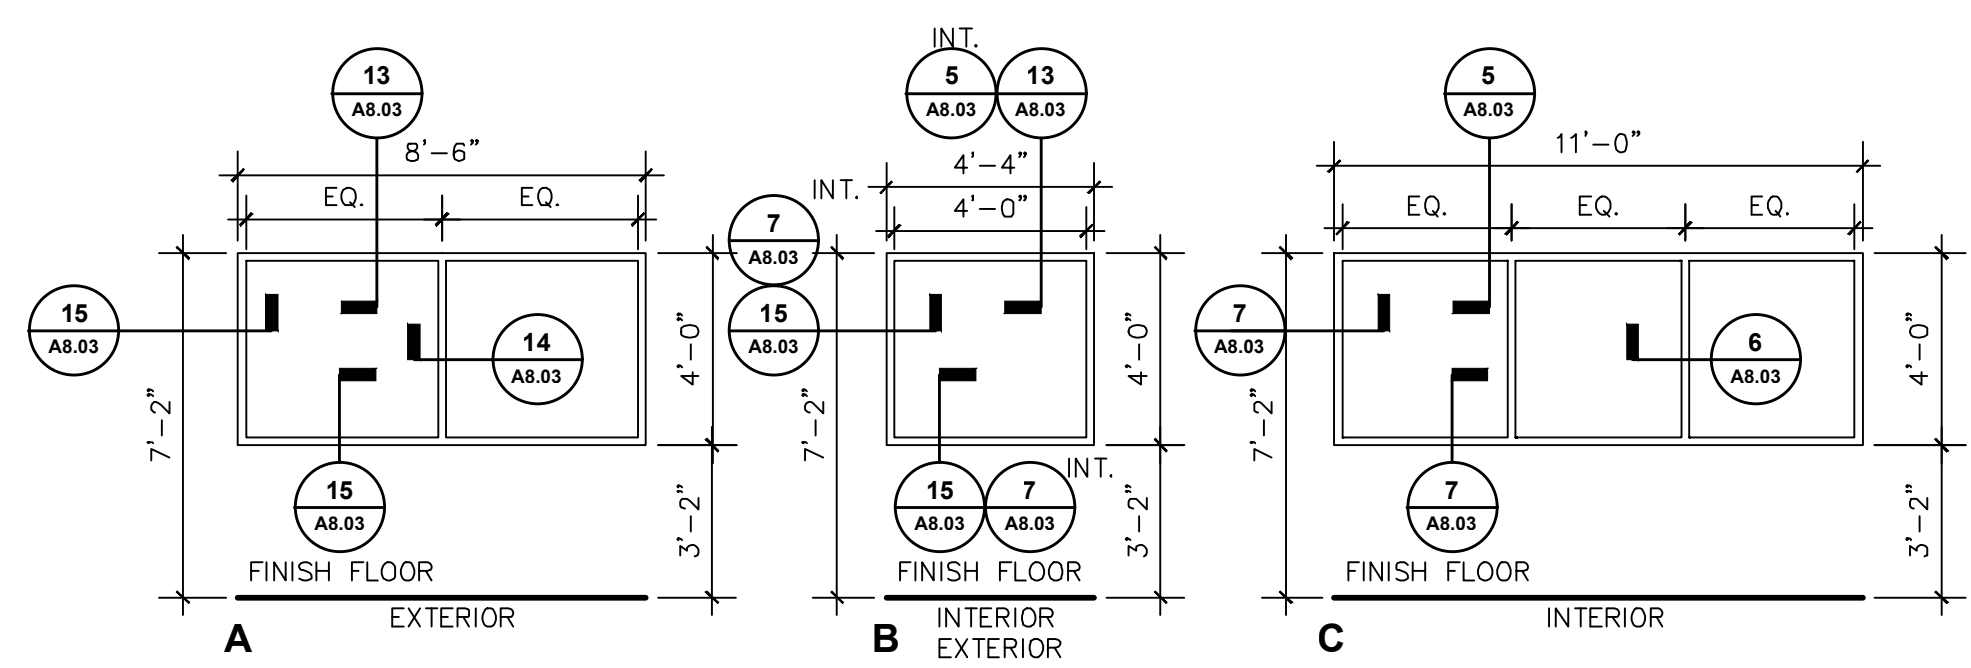 13
A8.03
8'-6"
EQ.
EQ.
15
A8.03
14
A8.03
15
A8.03
7'-2"
4'-0"
3'-2"
FINISH FLOOR
EXTERIOR
A
INT.
5
A8.03
13
A8.03
4'-4"
4'-0"
INT.
7
A8.03
15
A8.03
7'-2"
4'-0"
3'-2"
15
A8.03
7
A8.03
INT.
FINISH FLOOR
INTERIOR
EXTERIOR
B
5
A8.03
11'-0"
EQ.
EQ.
EQ.
7
A8.03
6
A8.03
7
A8.03
7'-2"
4'-0"
3'-2"
FINISH FLOOR
INTERIOR
C